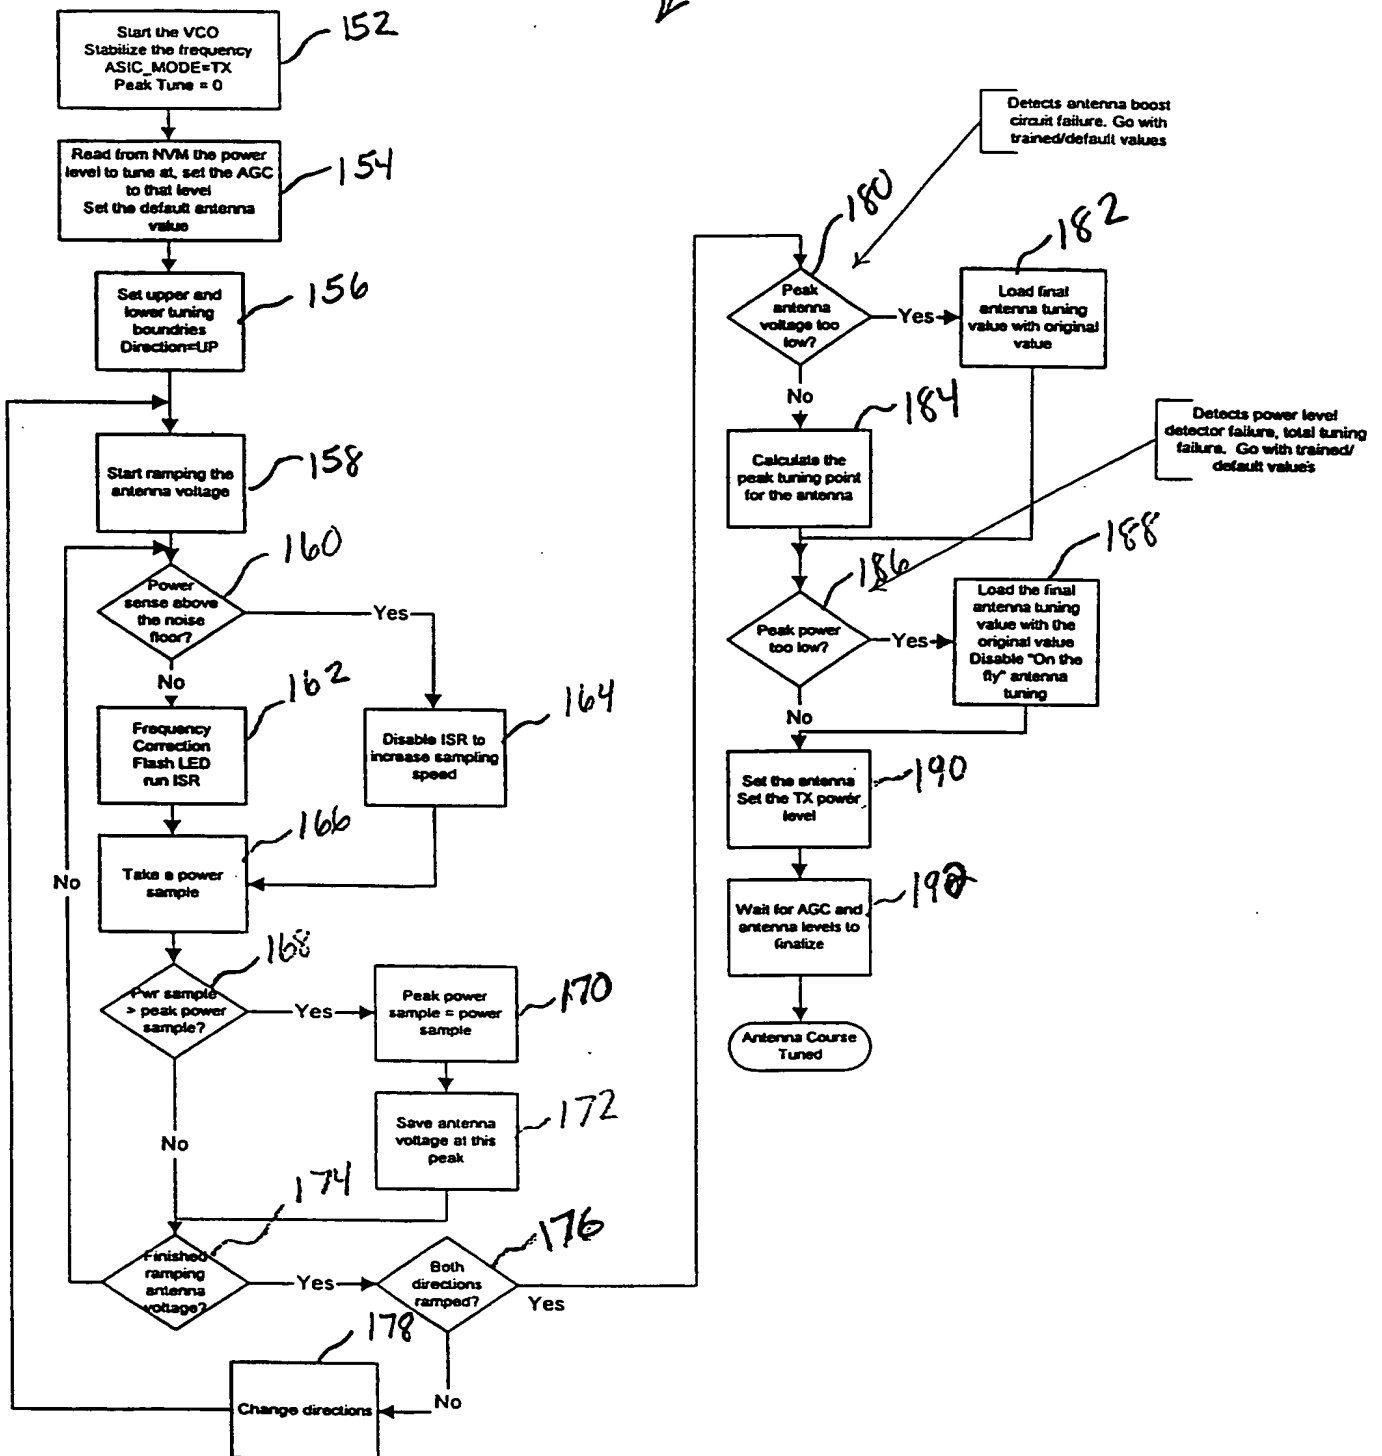 Start the VCO
Stabilize the frequency
ASIC_MODE=TX
Peak Tune = 0
152
Read from NVM the power
level to tune at, set the AGC
to that level
Set the default antenna
value
154
Set upper and
lower tuning
boundries
Direction=UP
156
Start ramping the
antenna voltage
158
Power
sense above
the noise
floor?
160
Yes
No
Frequency
Correction
Flash LED
run ISR
162
Disable ISR to
increase sampling
speed
164
Take a power
sample
166
No
Pwr sample
> peak power
sample?
168
Yes
Peak power
sample = power
sample
170
Save antenna
voltage at this
peak
172
No
Finished
ramping
antenna
voltage?
174
Yes
Both
directions
ramped?
176
Yes
No
Change directions
178
Detects antenna boost
circuit failure. Go with
trained/default values
Peak
antenna
voltage too
low?
180
Yes
Load final
antenna tuning
value with original
value
182
No
Calculate the
peak tuning point
for the antenna
184
Detects power level
detector failure, total tuning
failure. Go with trained/
default values
Peak power
too low?
186
Yes
Load the final
antenna tuning
value with the
original value
Disable "On the
fly" antenna
tuning
188
No
Set the antenna
Set the TX power
level
190
Wait for AGC and
antenna levels to
finalize
192
Antenna Course
Tuned